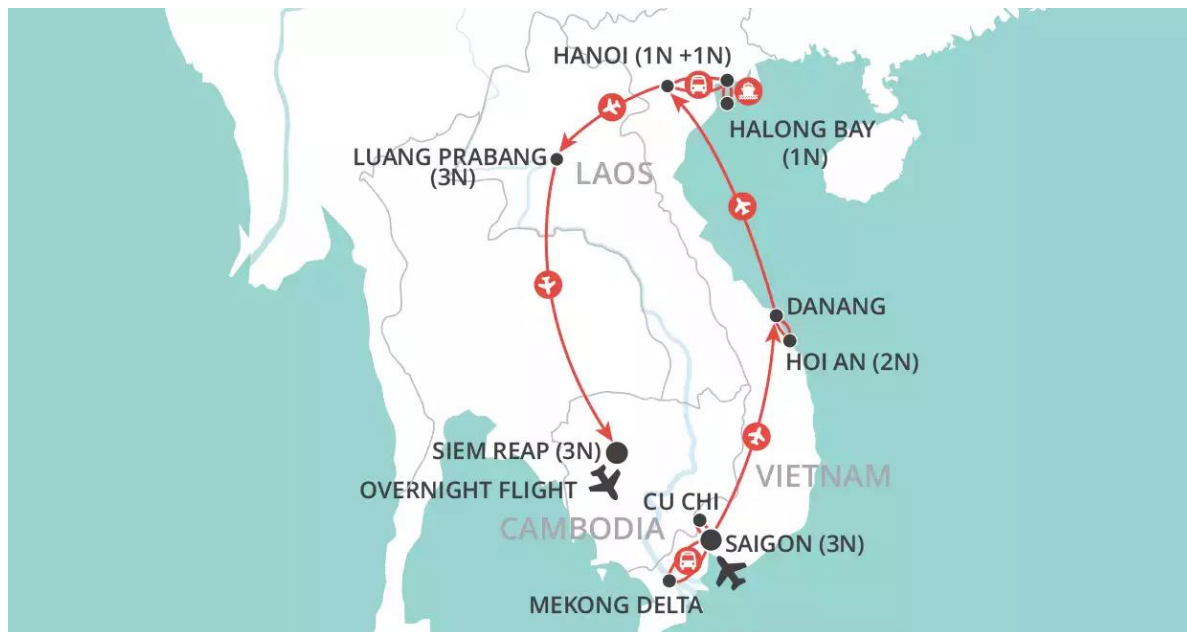 HANOI (1N +1N)
HALONG BAY
(1N)
LUANG PRABANG
(3N)
LAOS
DANANG
HOI AN (2N)
SIEM REAP (3N)
OVERNIGHT FLIGHT
VIETNAM
CU CHI
CAMBODIA
SAIGON (3N)
MEKONG DELTA